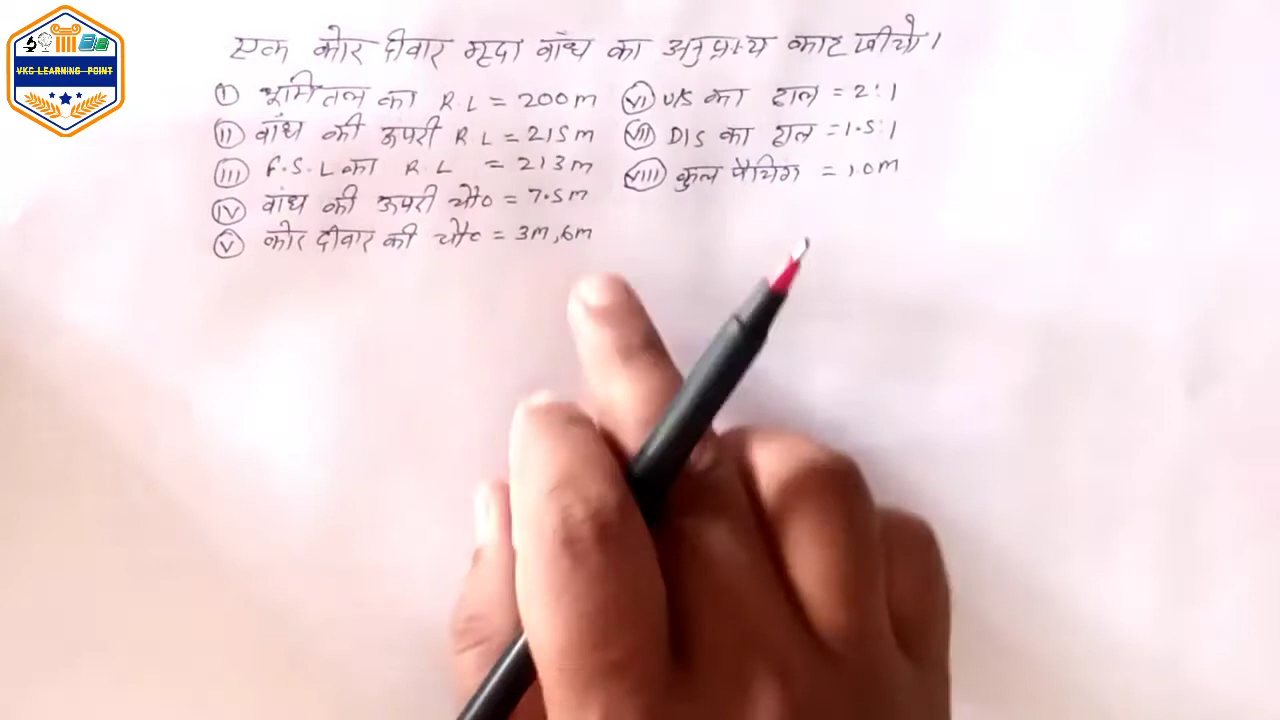 VKG LEARNING POINT
एक कोर दीवार मृदा बांध का अनुप्रस्थ काट खींचो।
(I) भूमि तल का R.L = 200m
(II) बांध की ऊपरी R.L = 215m
(III) F.S.L का R.L = 213m
(IV) बांध की ऊपरी चौ० = 7.5m
(V) कोर दीवार की चौ० = 3m, 6m
(VI) U/S का ढाल = 2:1
(VII) D/S का ढाल = 1.5:1
(VIII) कुल पैचिंग = 1.0m